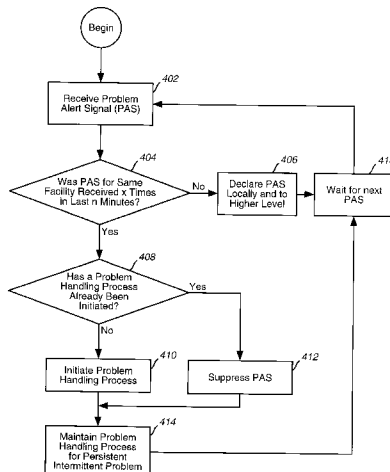 Begin
402
Receive Problem
Alert Signal (PAS)
404
Was PAS for Same
Facility Received x Times
in Last n Minutes?
No
406
Declare PAS
Locally and to
Higher Level
Wait for next
PAS
Yes
408
Has a Problem
Handling Process
Already Been
Initiated?
Yes
No
410
Initiate Problem
Handling Process
412
Suppress PAS
414
Maintain Problem
Handling Process
for Persistent
Intermittent Problem